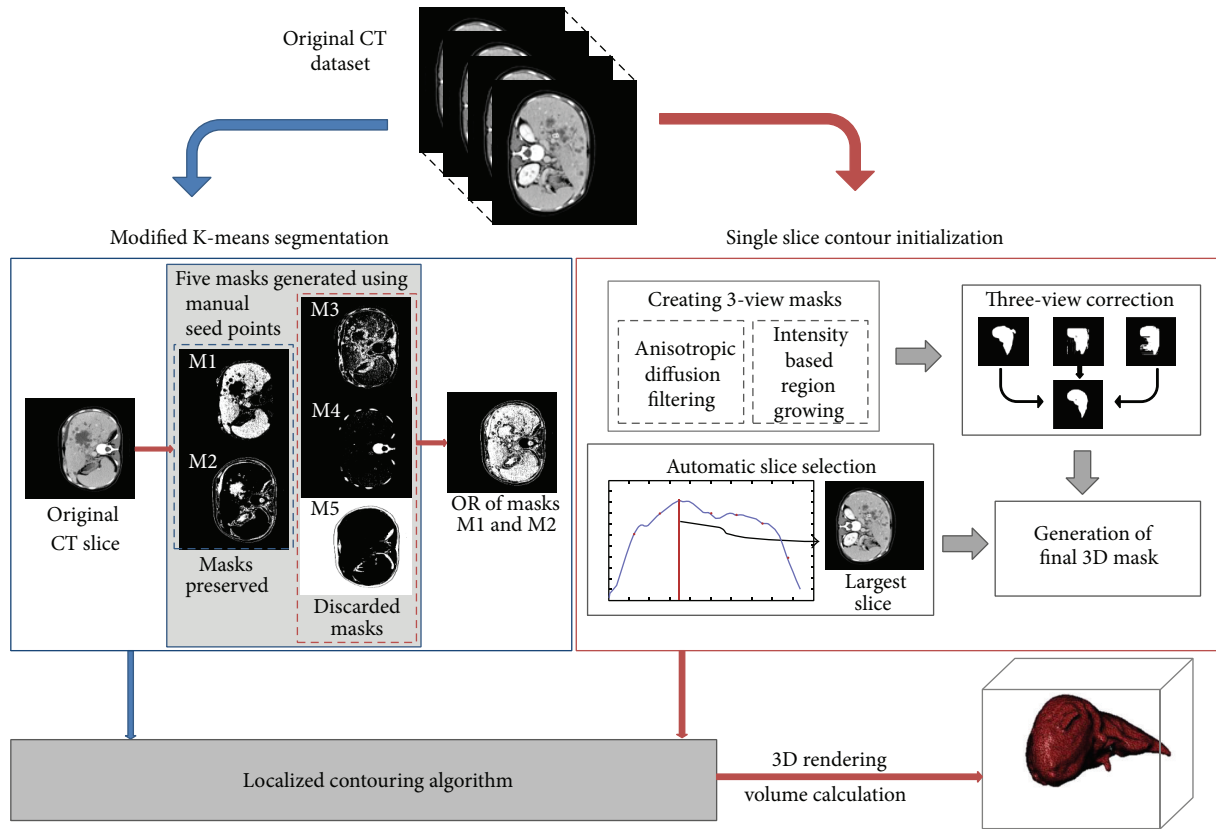 Original CT
dataset
Modified K-means segmentation
Single slice contour initialization
Five masks generated using
manual
seed points
M1
M2
Masks
preserved
M3
M4
M5
Discarded
masks
Original
CT slice
OR of masks
M1 and M2
Creating 3-view masks
Anisotropic
diffusion
filtering
Intensity
based
region
growing
Three-view correction
Automatic slice selection
Largest
slice
Generation of
final 3D mask
Localized contouring algorithm
3D rendering
volume calculation